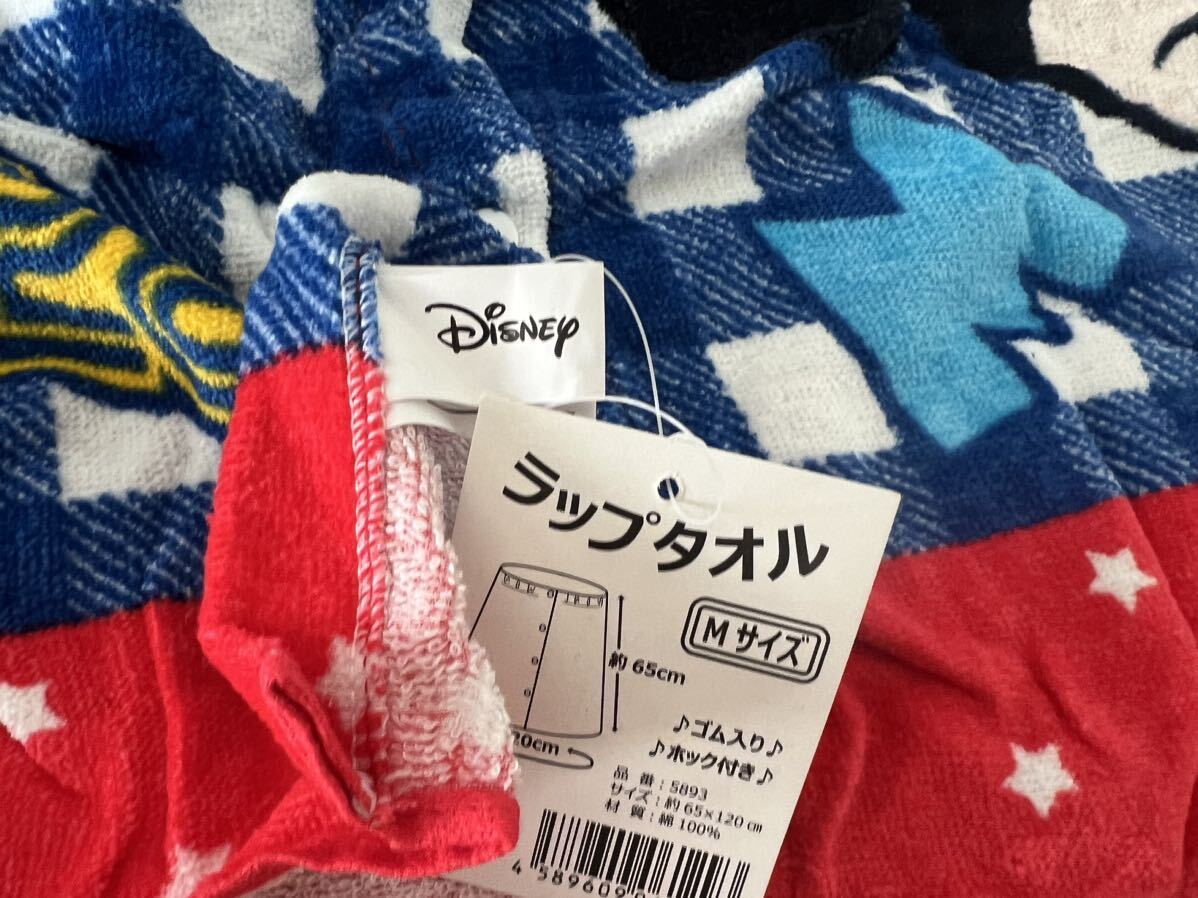 Disney
ラップタオル
Mサイズ
約65cm
20cm
♪ゴム入り♪
♪ホック付き♪
品番:5893
サイズ:約65×120㎝
材質:綿100%
4 589609